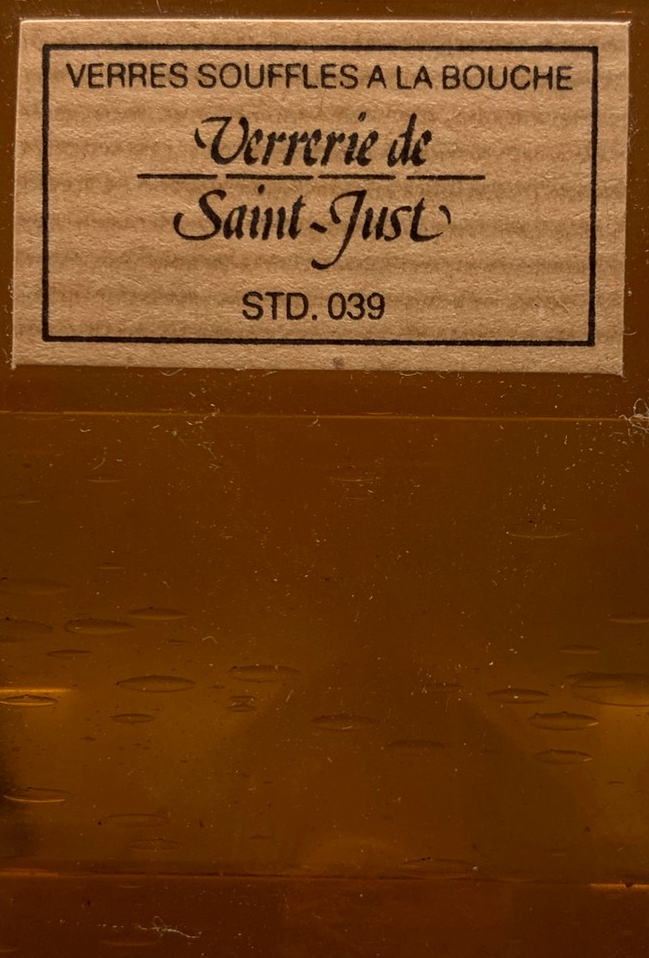 VERRES SOUFFLES A LA BOUCHE
Verrerie de
Saint-Just
STD. 039